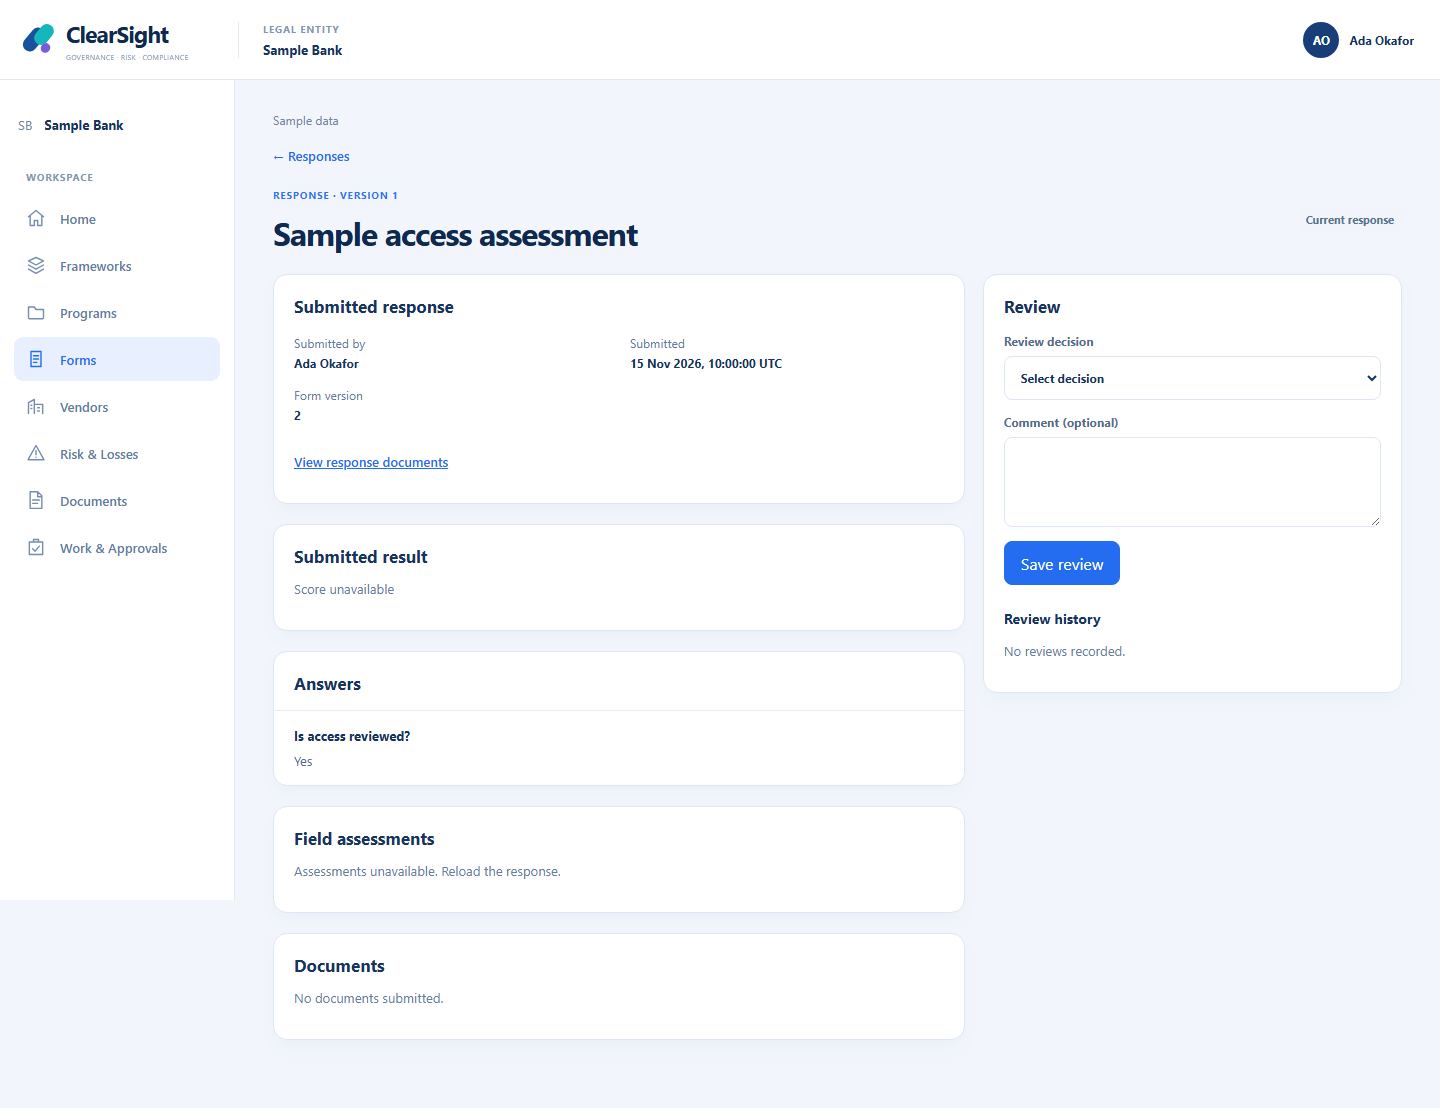 ClearSight
GOVERNANCE · RISK · COMPLIANCE
LEGAL ENTITY
Sample Bank
AO
Ada Okafor
SB
Sample Bank
WORKSPACE
Home
Frameworks
Programs
Forms
Vendors
Risk & Losses
Documents
Work & Approvals
Sample data
← Responses
RESPONSE · VERSION 1
Sample access assessment
Current response
Submitted response
Submitted by
Ada Okafor
Submitted
15 Nov 2026, 10:00:00 UTC
Form version
2
View response documents
Submitted result
Score unavailable
Answers
Is access reviewed?
Yes
Field assessments
Assessments unavailable. Reload the response.
Documents
No documents submitted.
Review
Review decision
Select decision
Comment (optional)
Save review
Review history
No reviews recorded.